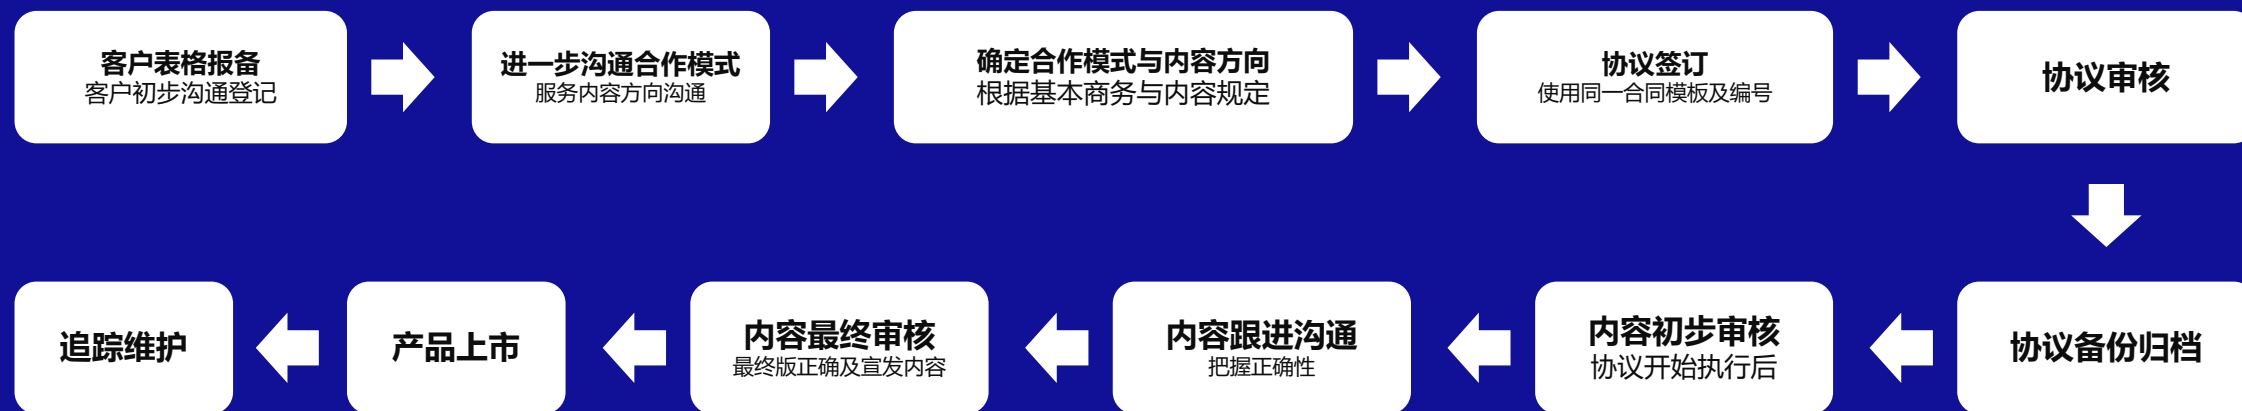 客户表格报备
客户初步沟通登记
进一步沟通合作模式
服务内容方向沟通
确定合作模式与内容方向
根据基本商务与内容规定
协议签订
使用同一合同模板及编号
协议审核
协议备份归档
内容初步审核
协议开始执行后
内容跟进沟通
把握正确性
内容最终审核
最终版正确及宣发内容
产品上市
追踪维护